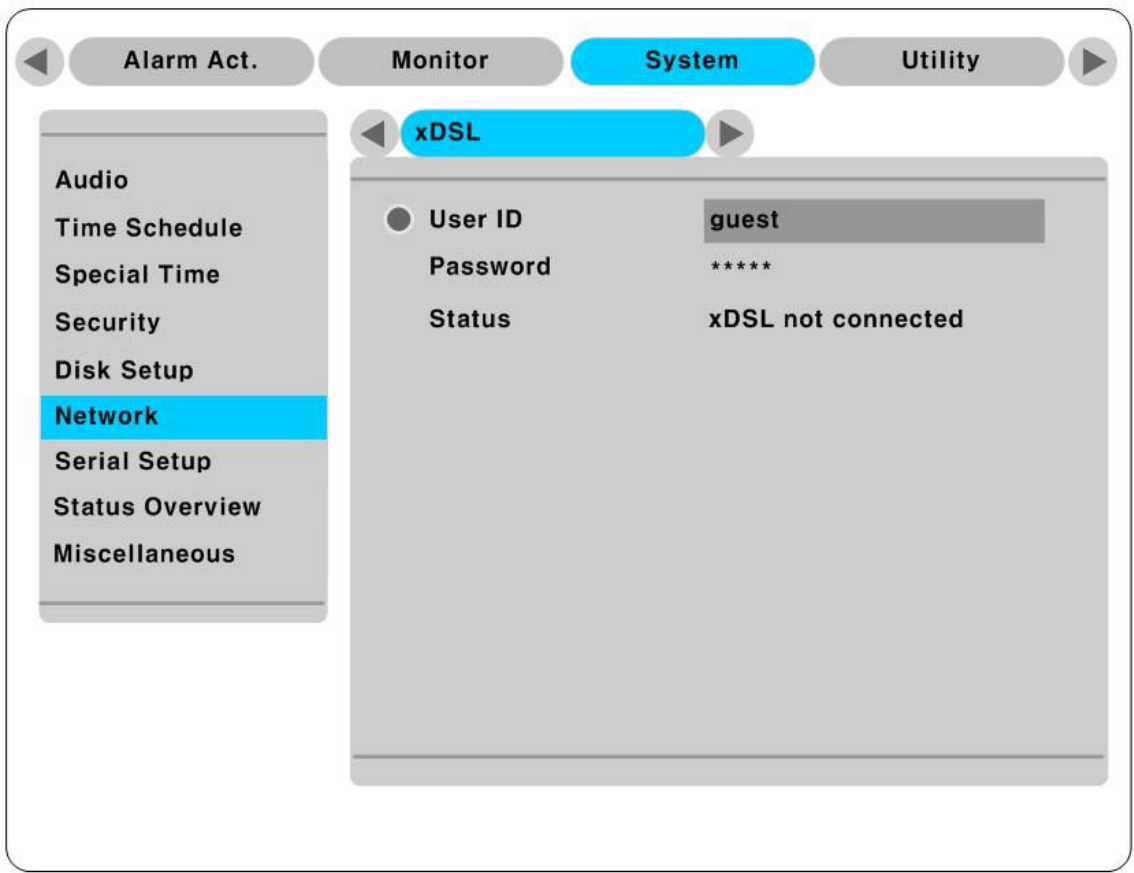 Alarm Act. Monitor System Utility
xDSL
Audio
Time Schedule
Special Time
Security
Disk Setup
Network
Serial Setup
Status Overview
Miscellaneous
User ID guest
Password *****
Status xDSL not connected